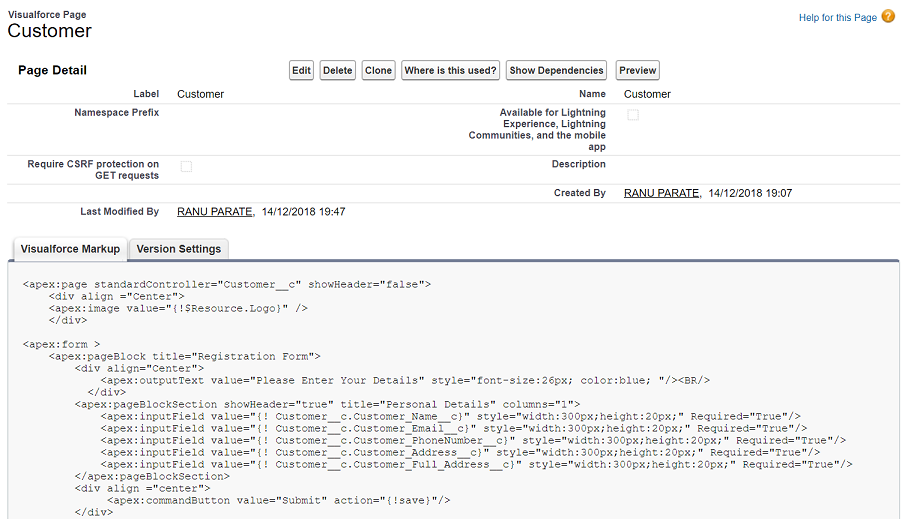 Visualforce Page
Customer
Help for this Page ?
Page Detail
Edit Delete Clone Where is this used? Show Dependencies Preview
Label Customer Name Customer
Namespace Prefix
Available for Lightning
Experience, Lightning
Communities, and the mobile
app
Require CSRF protection on
GET requests
Description
Created By RANU PARATE, 14/12/2018 19:07
Last Modified By RANU PARATE, 14/12/2018 19:47
Visualforce Markup Version Settings
<apex:page standardController="Customer__c" showHeader="false">
<div align ="Center">
<apex:image value="{!$Resource.Logo}" />
</div>
<apex:form >
<apex:pageBlock title="Registration Form">
<div align="Center">
<apex:outputText value="Please Enter Your Details" style="font-size:26px; color:blue; "/><BR/>
</div>
<apex:pageBlockSection showHeader="true" title="Personal Details" columns="1">
<apex:inputField value="{! Customer__c.Customer_Name__c}" style="width:300px;height:20px;" Required="True"/>
<apex:inputField value="{! Customer__c.Customer_Email__c}" style="width:300px;height:20px;" Required="True"/>
<apex:inputField value="{! Customer__c.Customer_PhoneNumber__c}" style="width:300px;height:20px;" Required="True"/>
<apex:inputField value="{! Customer__c.Customer_Address__c}" style="width:300px;height:20px;" Required="True"/>
<apex:inputField value="{! Customer__c.Customer_Full_Address__c}" style="width:300px;height:20px;" Required="True"/>
</apex:pageBlockSection>
<div align ="center">
<apex:commandButton value="Submit" action="{!save}"/>
</div>